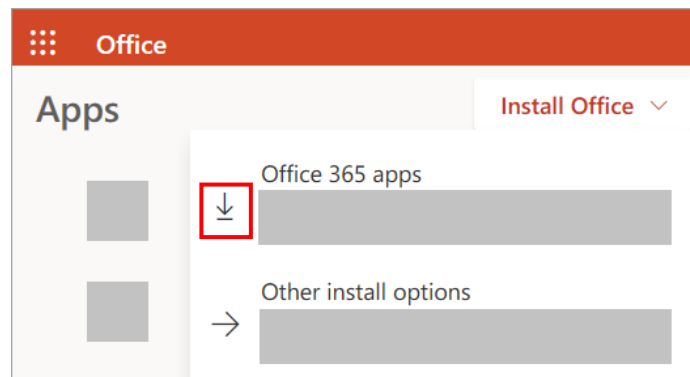 Office
Apps
Install Office
Office 365 apps
Other install options